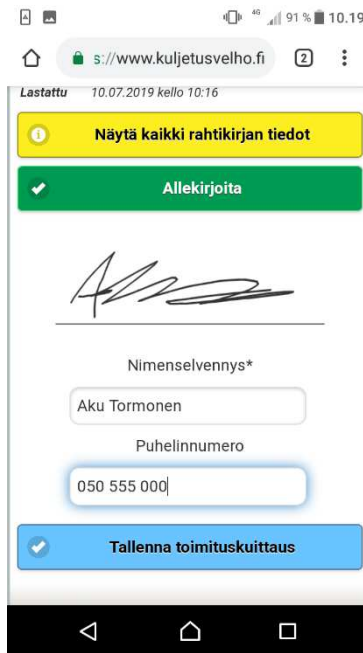 4G 91 % 10.19
s://www.kuljetusvelho.fi 2
Lastattu 10.07.2019 kello 10:16
Näytä kaikki rahtikirjan tiedot
Allekirjoita
Nimenselvennys*
Aku Tormonen
Puhelinnumero
050 555 000
Tallenna toimituskuittaus